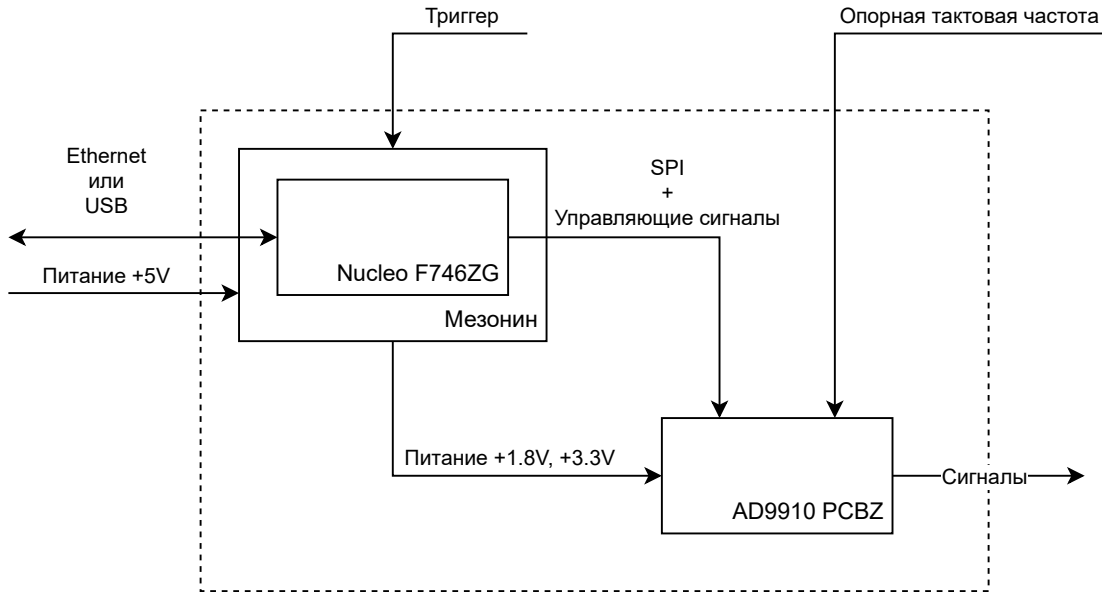 Триггер
Опорная тактовая частота
Ethernet
или
USB
SPI
+
Управляющие сигналы
Питание +5V
Nucleo F746ZG
Мезонин
Питание +1.8V, +3.3V
Сигналы
AD9910 PCBZ